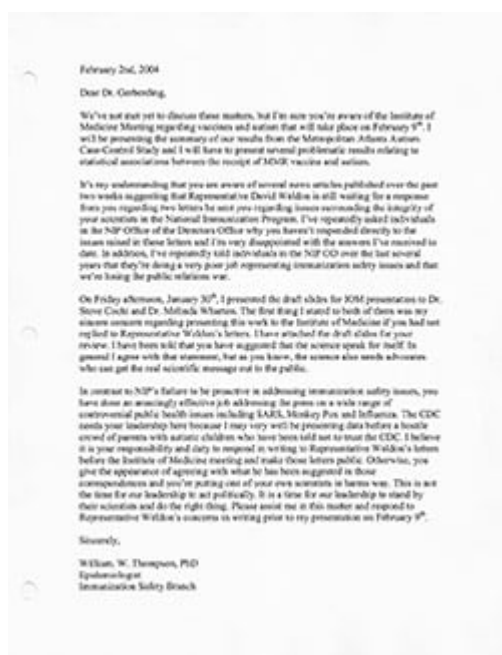 February 2nd, 2004
Dear Dr. Gerberding,
We've not met yet to discuss these matters, but I'm sure you're aware of the Institute of
Medicine Meeting regarding vaccines and autism that will take place on February 9th. I
will be presenting the summary of our results from the Metropolitan Atlanta Autism
Case-Control Study and I will have to present several problematic results relating to
statistical associations between the receipt of MMR vaccine and autism.
It's my understanding that you are aware of several news articles published over the past
two weeks suggesting that Representative David Weldon is still waiting for a response
from you regarding two letters he sent you regarding issues surrounding the integrity of
your scientists in the National Immunization Program. I've repeatedly asked individuals
in the NIP Office of the Directors Office why you haven't responded directly to the
issues raised in those letters and I'm very disappointed with the answers I've received to
date. In addition, I've repeatedly told individuals in the NIP OD over the last several
years that they're doing a very poor job representing immunization safety issues and that
we're losing the public relations war.
On Friday afternoon, January 30th, I presented the draft slides for IOM presentation to Dr.
Steve Cochi and Dr. Melinda Wharton. The first thing I stated to both of them was my
sincere concern regarding presenting this work to the Institute of Medicine if you had not
replied to Representative Weldon's letters. I have attached the draft slides for your
review. I have been told that you have suggested that the science speak for itself. In
general I agree with that statement, but as you know, the science also needs advocates
who can get the real scientific message out to the public.
In contrast to NIP's failure to be proactive in addressing immunization safety issues, you
have done an amazingly effective job addressing the press on a wide range of
controversial public health issues including SARS, Monkey Pox and Influenza. The CDC
needs your leadership here because I may very well be presenting data before a hostile
crowd of parents with autistic children who have been told not to trust the CDC. I believe
it is your responsibility and duty to respond in writing to Representative Weldon's letters
before the Institute of Medicine meeting and make those letters public. Otherwise, you
give the appearance of agreeing with what he has been suggested in those
correspondences and you're putting one of your own scientists in harms way. This is not
the time for our leadership to act politically. It is a time for our leadership to stand by
their scientists and do the right thing. Please assist me in this matter and respond to
Representative Weldon's concerns in writing prior to my presentation on February 9th.
Sincerely,
William. W. Thompson, PhD
Epidemiologist
Immunization Safety Branch